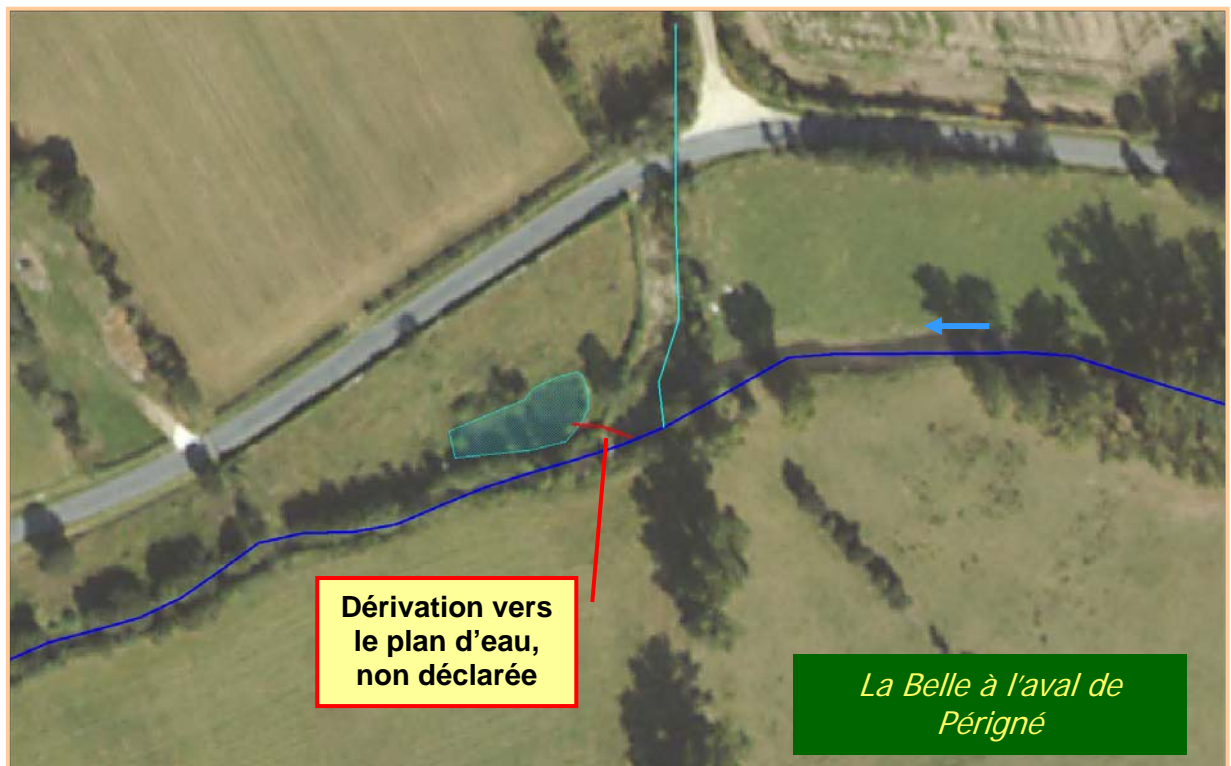 Dérivation vers
le plan d’eau,
non déclarée
La Belle à l’aval de
Périgné